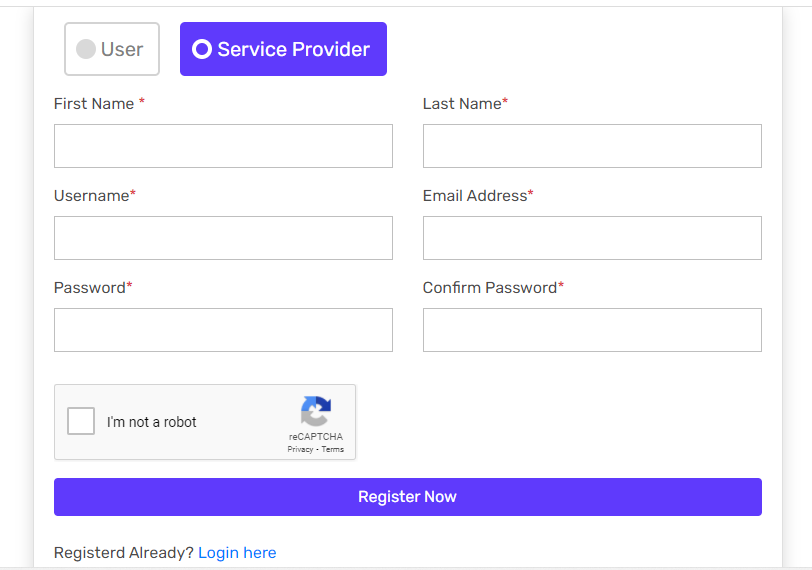 User Service Provider
First Name * Last Name*
Username* Email Address*
Password* Confirm Password*
I'm not a robot
reCAPTCHA
Privacy - Terms
Register Now
Registerd Already? Login here